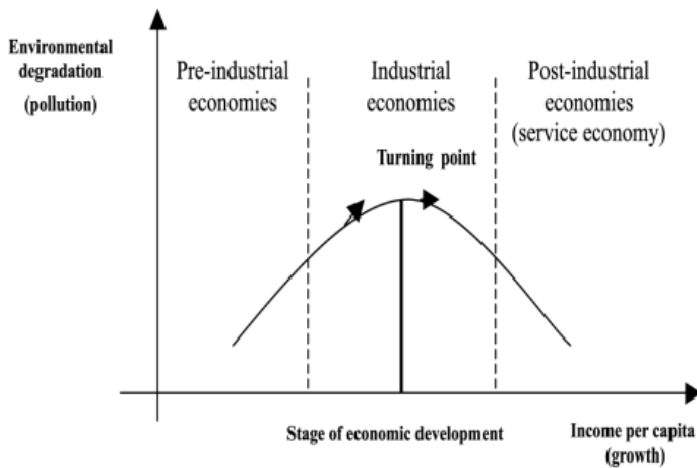 Environmental
degradation
(pollution)
Pre-industrial
economies
Industrial
economies
Post-industrial
economies
(service economy)
Turning point
Stage of economic development
Income per capita
(growth)